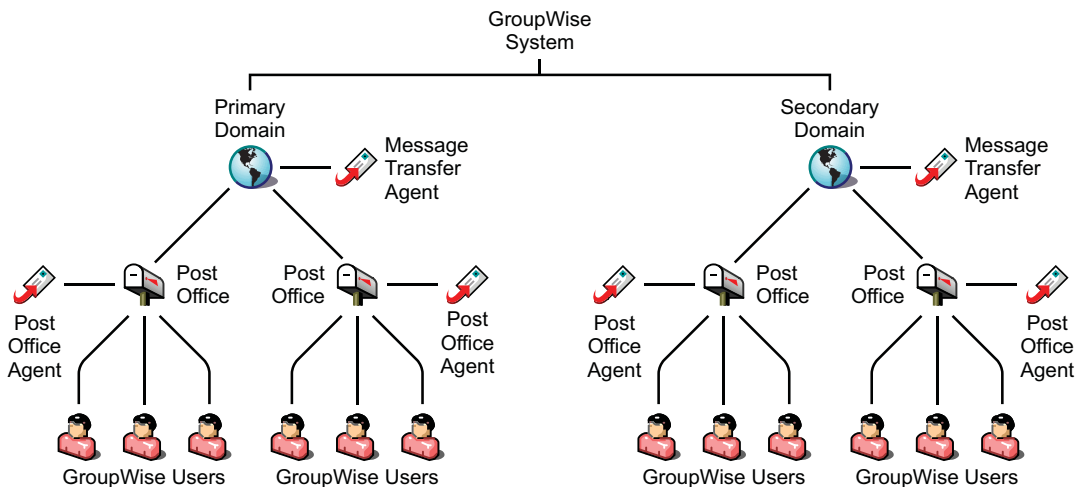 GroupWise
System
Primary
Domain
Message
Transfer
Agent
Secondary
Domain
Message
Transfer
Agent
Post
Office
Post
Office
Agent
Post
Office
Post
Office
Agent
Post
Office
Post
Office
Agent
Post
Office
Post
Office
Agent
GroupWise Users
GroupWise Users
GroupWise Users
GroupWise Users